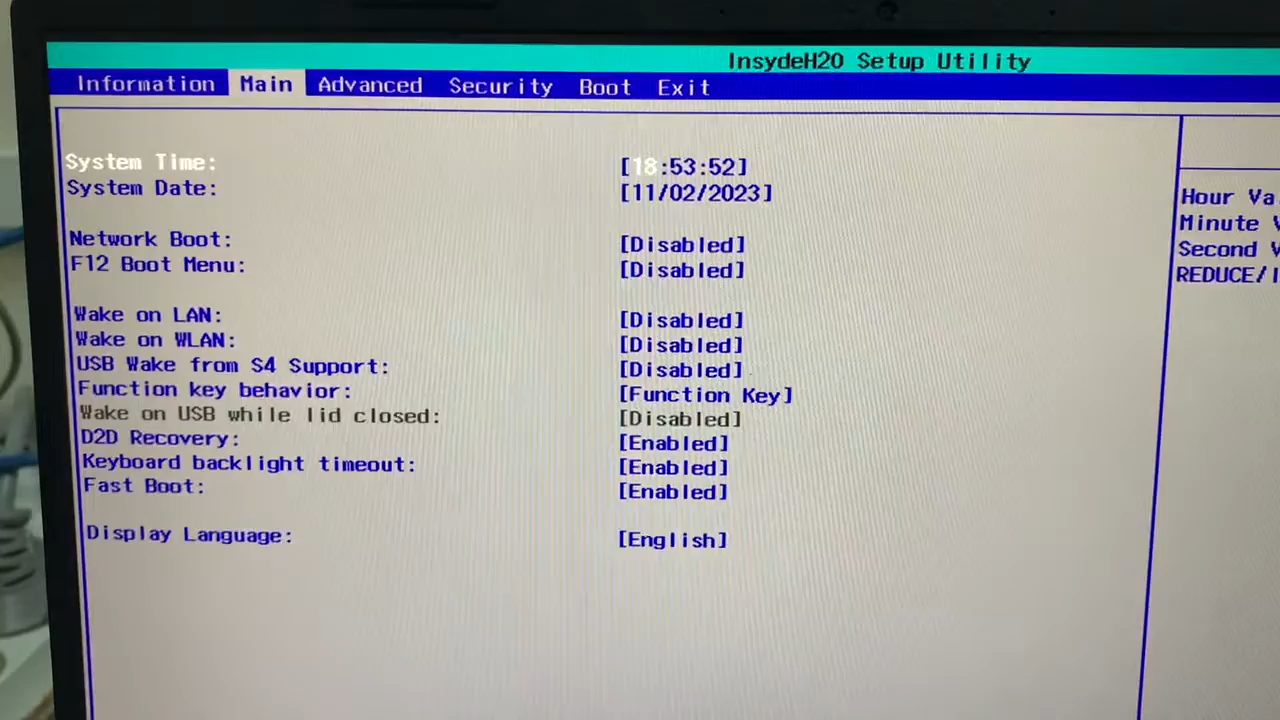 InsydeH20 Setup Utility
Information Main Advanced Security Boot Exit
System Time: [18:53:52]
System Date: [11/02/2023]
Network Boot: [Disabled]
F12 Boot Menu: [Disabled]
Wake on LAN: [Disabled]
Wake on WLAN: [Disabled]
USB Wake from S4 Support: [Disabled]
Function key behavior: [Function Key]
Wake on USB while lid closed: [Disabled]
D2D Recovery: [Enabled]
Keyboard backlight timeout: [Enabled]
Fast Boot: [Enabled]
Display Language: [English]
Hour Va
Minute
Second
REDUCE/